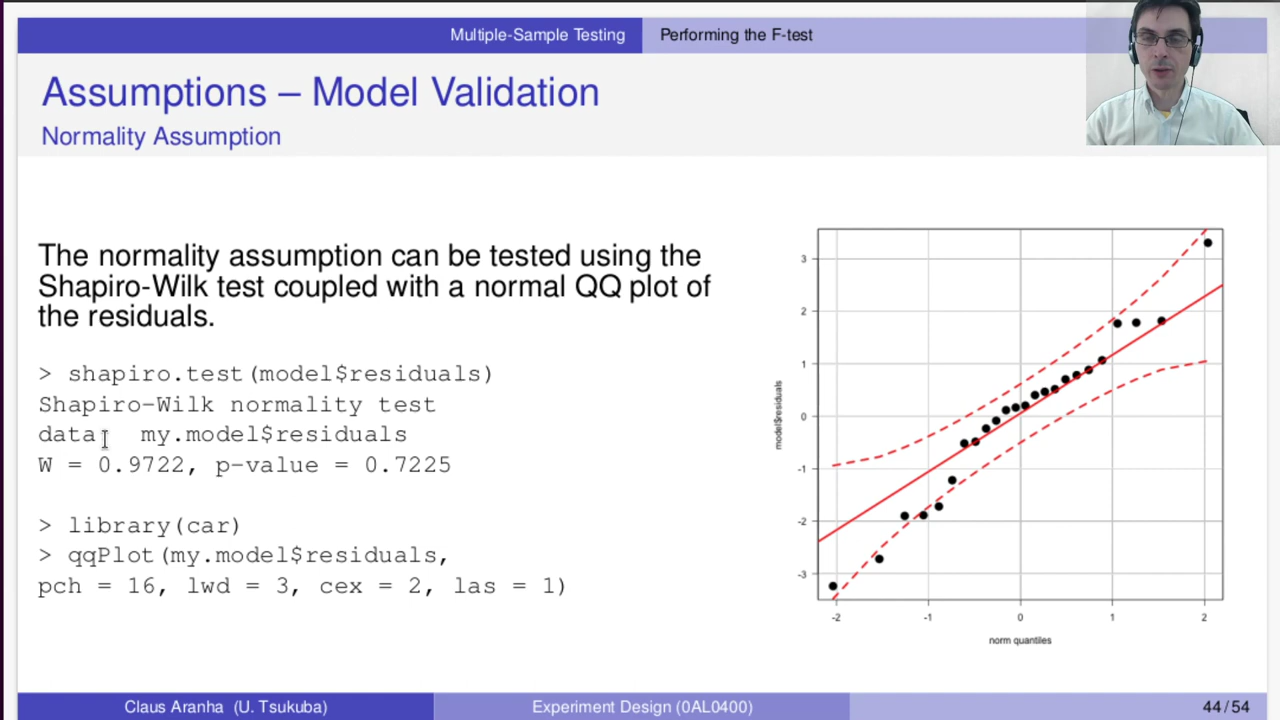 Multiple-Sample Testing Performing the F-test
Assumptions – Model Validation
Normality Assumption
The normality assumption can be tested using the
Shapiro-Wilk test coupled with a normal QQ plot of
the residuals.
> shapiro.test(model$residuals)
Shapiro-Wilk normality test
data: my.model$residuals
W = 0.9722, p-value = 0.7225
> library(car)
> qqPlot(my.model$residuals,
pch = 16, lwd = 3, cex = 2, las = 1)
3
2
1
0
-1
-2
-3
model$residuals
-2 -1 0 1 2
norm quantiles
Claus Aranha (U. Tsukuba) Experiment Design (0AL0400) 44 / 54